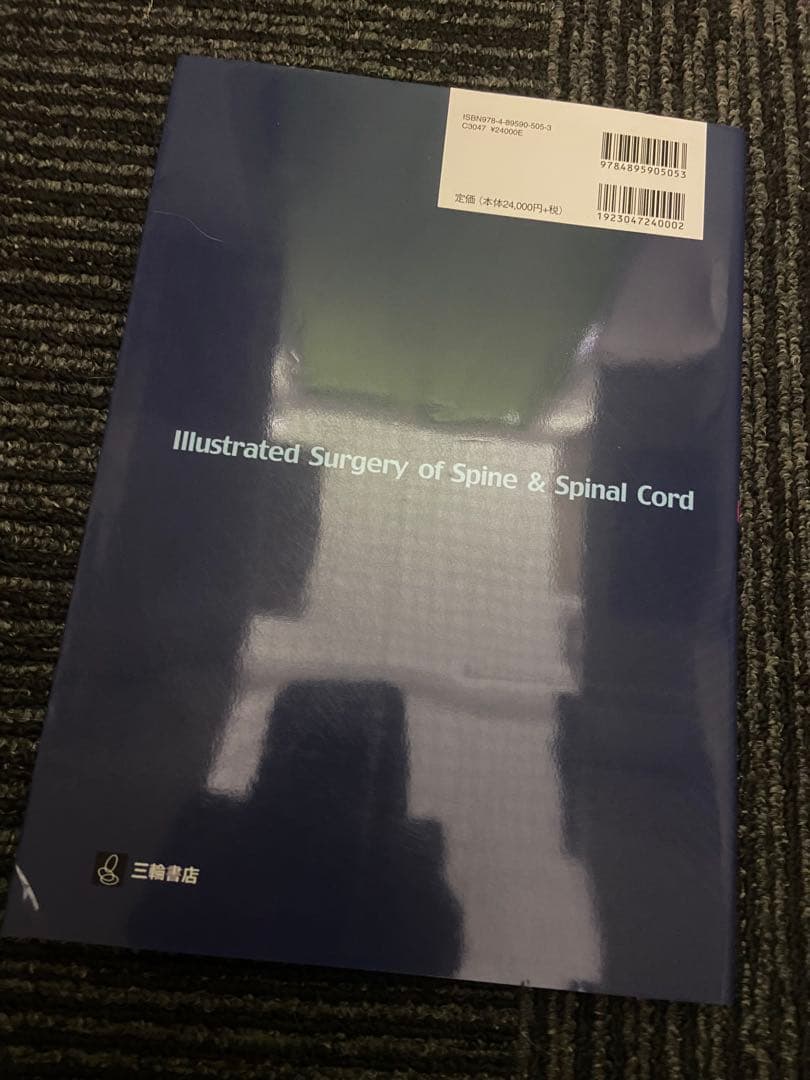 ISBN978-4-89590-505-3
C3047 ¥24000E
9784895905053
定価（本体24,000円+税）
1923047240002
Illustrated Surgery of Spine & Spinal Cord
三輪書店